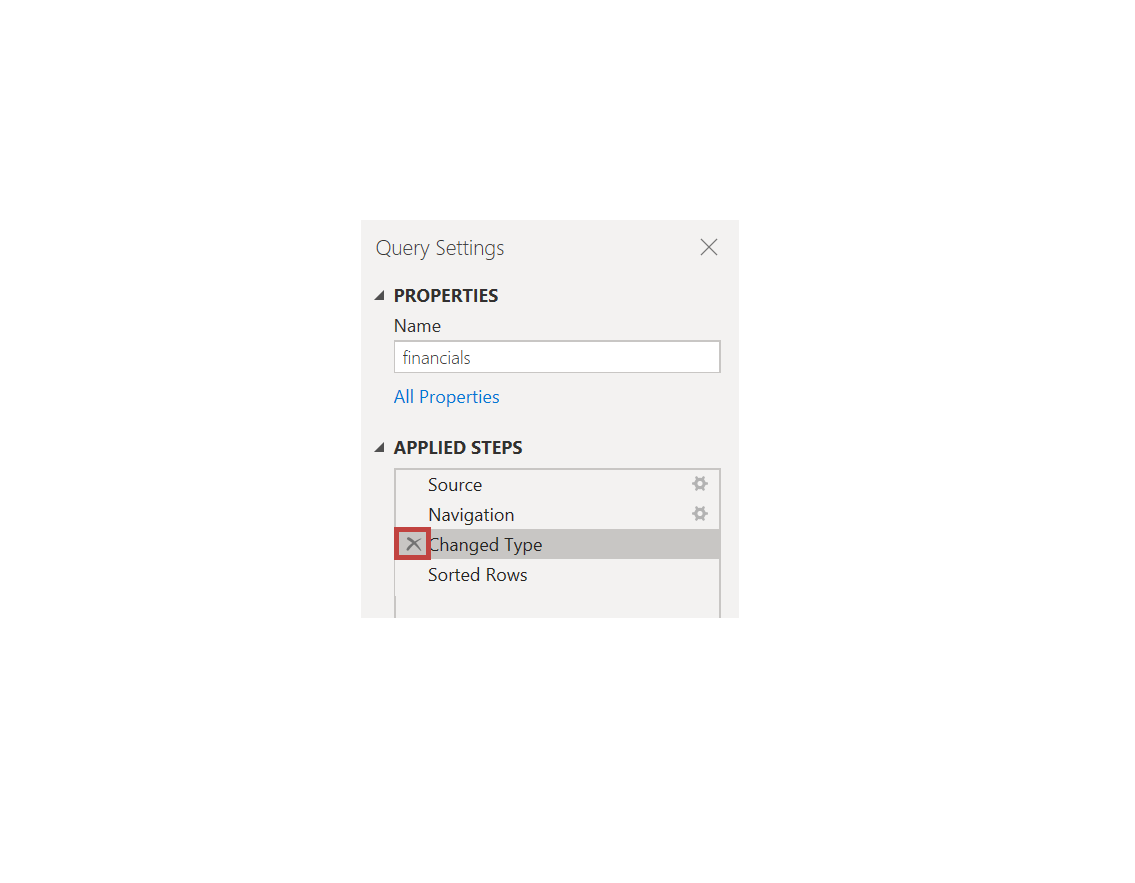 Query Settings
PROPERTIES
Name
financials
All Properties
APPLIED STEPS
Source
Navigation
Changed Type
Sorted Rows